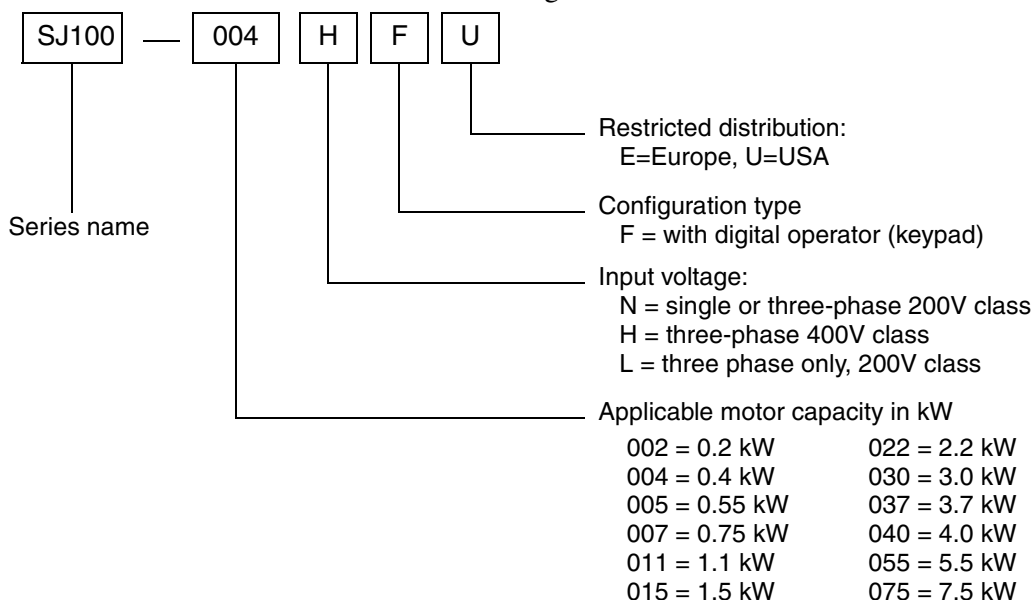 SJ100 — 004 H F U
Restricted distribution:
E=Europe, U=USA
Configuration type
F = with digital operator (keypad)
Series name
Input voltage:
N = single or three-phase 200V class
H = three-phase 400V class
L = three phase only, 200V class
Applicable motor capacity in kW
002 = 0.2 kW 022 = 2.2 kW
004 = 0.4 kW 030 = 3.0 kW
005 = 0.55 kW 037 = 3.7 kW
007 = 0.75 kW 040 = 4.0 kW
011 = 1.1 kW 055 = 5.5 kW
015 = 1.5 kW 075 = 7.5 kW